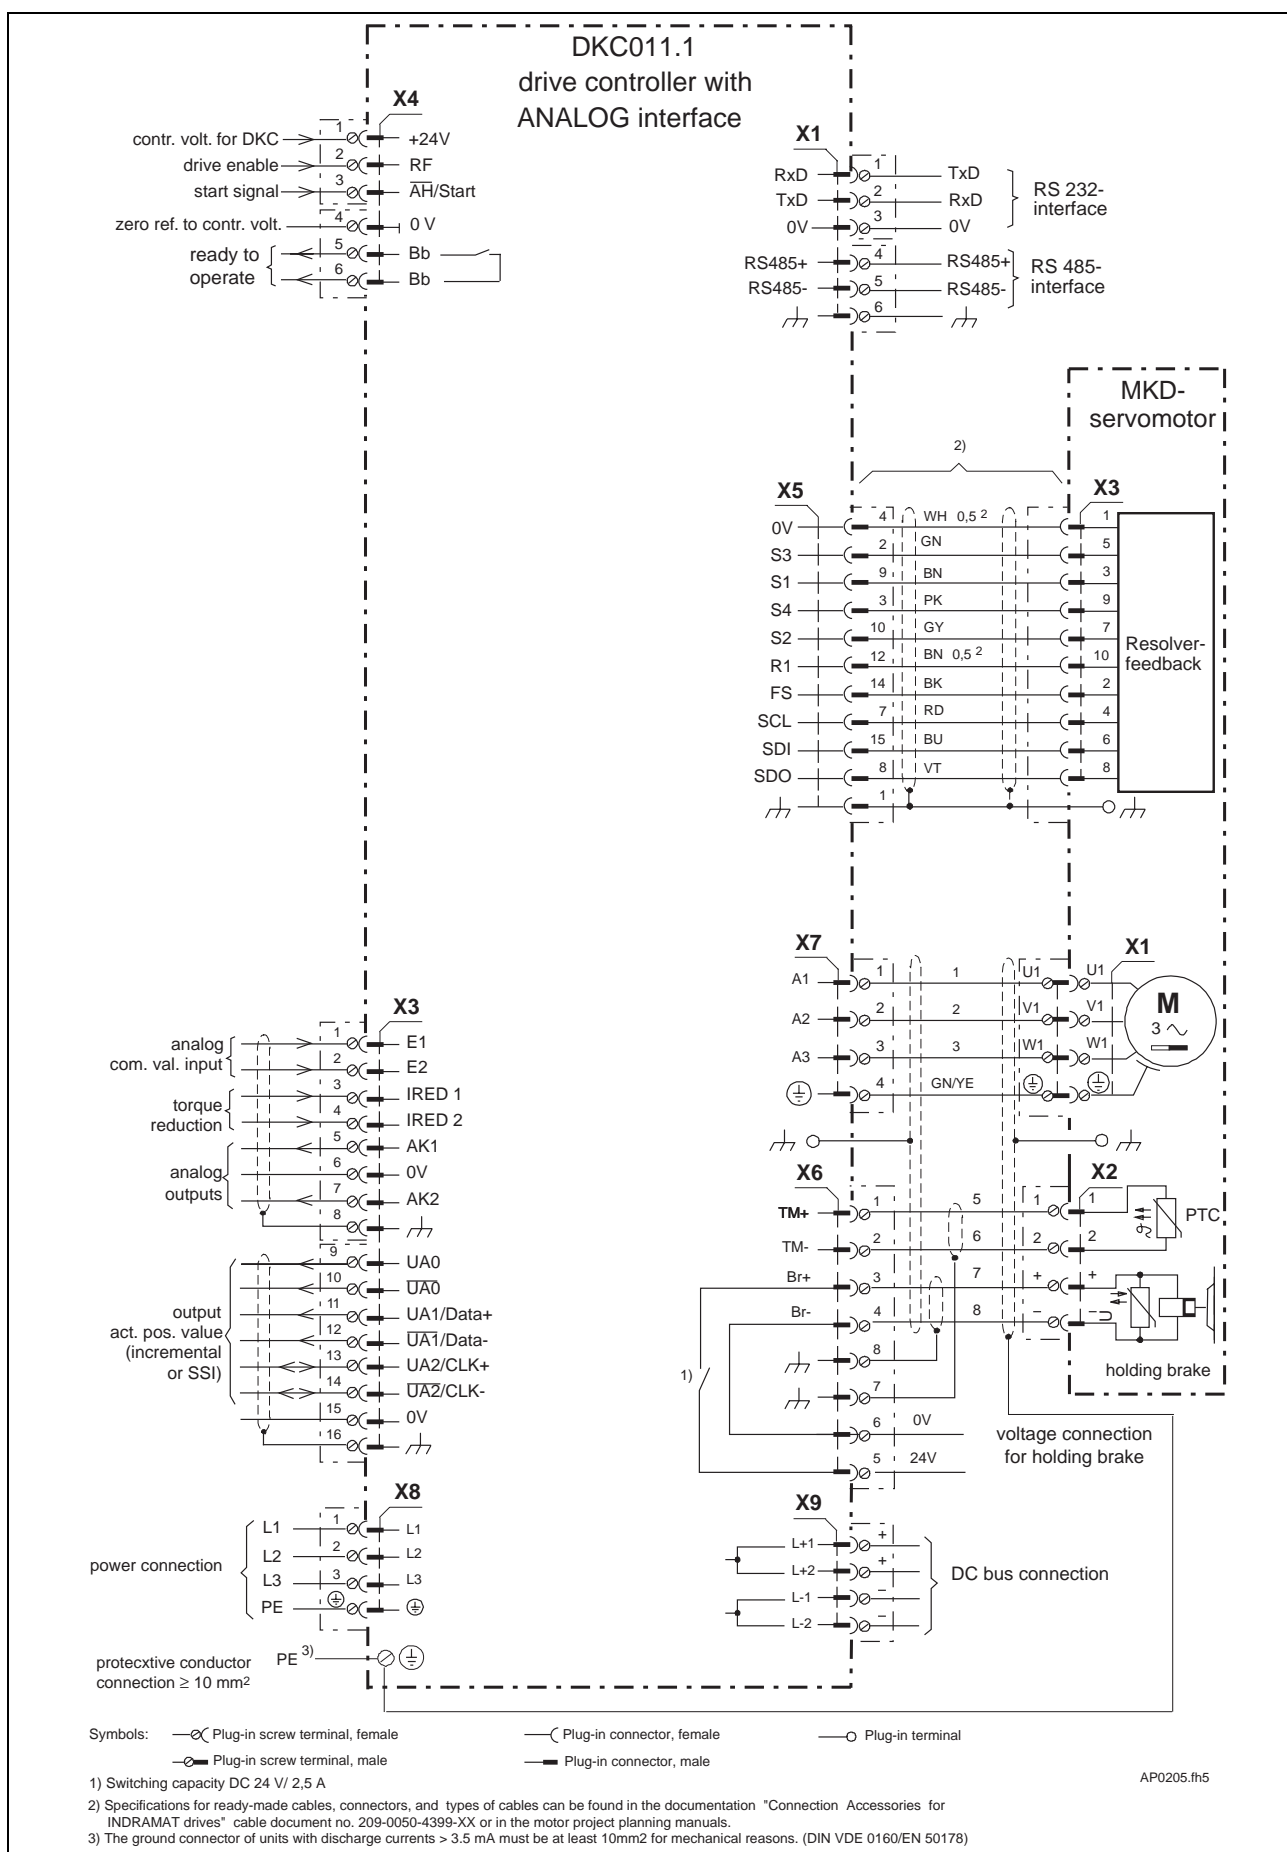 DKC011.1
drive controller with
ANALOG interface
X4
contr. volt. for DKC 1 +24V
drive enable 2 RF
start signal 3 AH/Start
zero ref. to contr. volt. 4 0 V
ready to operate
5 Bb
6 Bb
X1
RxD 1 TxD
TxD 2 RxD
0V 3 0V
RS 232-
interface
RS485+ 4 RS485+
RS485- 5 RS485-
6
RS 485-
interface
MKD-
servomotor
2)
X5 X3
0V 4 WH 0,5 2 1
S3 2 GN 5
S1 9 BN 3
S4 3 PK 9
S2 10 GY 7
R1 12 BN 0,5 2 10
FS 14 BK 2
SCL 7 RD 4
SDI 15 BU 6
SDO 8 VT 8
1
Resolver-
feedback
X7 X1
A1 1 1 U1 U1
A2 2 2 V1 V1
A3 3 3 W1 W1
4 GN/YE
M
3
X3
analog
com. val. input
1 E1
2 E2
torque
reduction
3 IRED 1
4 IRED 2
analog
outputs
5 AK1
6 0V
7 AK2
8
output
act. pos. value
(incremental
or SSI)
9 UA0
10 UA0
11 UA1/Data+
12 UA1/Data-
13 UA2/CLK+
14 UA2/CLK-
15 0V
16
X6 X2
TM+ 1 5 1 1
TM- 2 6 2 2
PTC
Br+ 3 7 + +
Br- 4 8 – –
8
7
6 0V
5 24V
1)
holding brake
voltage connection
for holding brake
X8
power connection
L1 1 L1
L2 2 L2
L3 3 L3
PE
X9
L+1 +
L+2 +
L-1 –
L-2 –
DC bus connection
protecxtive conductor
connection ≥ 10 mm2
PE 3)
Symbols: Plug-in screw terminal, female Plug-in connector, female Plug-in terminal
Plug-in screw terminal, male Plug-in connector, male
AP0205.fh5
1) Switching capacity DC 24 V/ 2,5 A
2) Specifications for ready-made cables, connectors, and types of cables can be found in the documentation "Connection Accessories for
INDRAMAT drives" cable document no. 209-0050-4399-XX or in the motor project planning manuals.
3) The ground connector of units with discharge currents > 3.5 mA must be at least 10mm2 for mechanical reasons. (DIN VDE 0160/EN 50178)